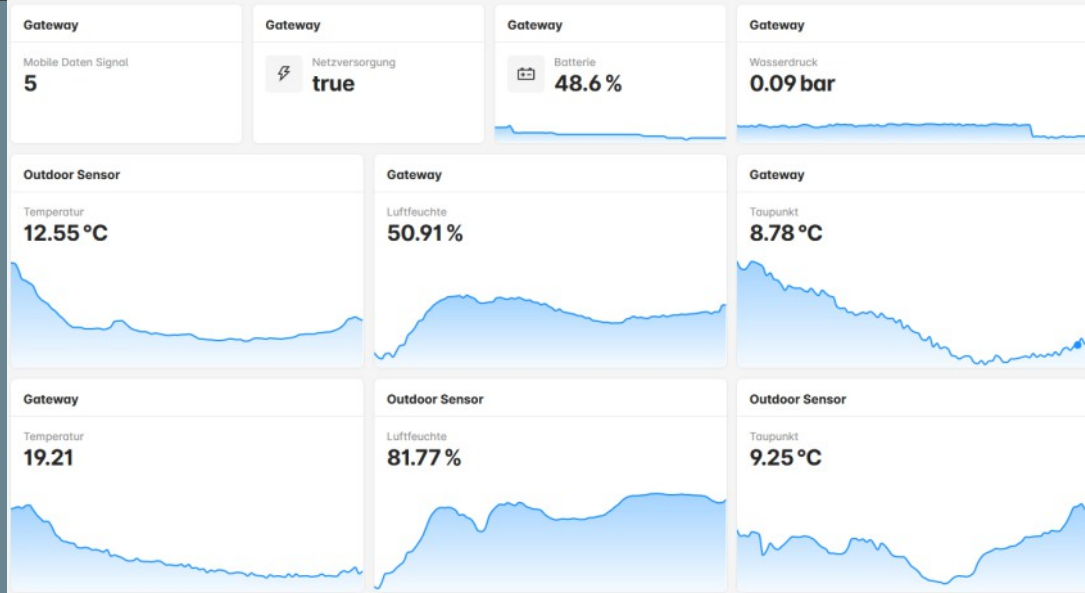 Gateway
Mobile Daten Signal
5
Gateway
Netzversorgung
true
Gateway
Batterie
48.6 %
Gateway
Wasserdruck
0.09 bar
Outdoor Sensor
Temperatur
12.55 °C
Gateway
Luftfeuchte
50.91 %
Gateway
Taupunkt
8.78 °C
Gateway
Temperatur
19.21
Outdoor Sensor
Luftfeuchte
81.77 %
Outdoor Sensor
Taupunkt
9.25 °C